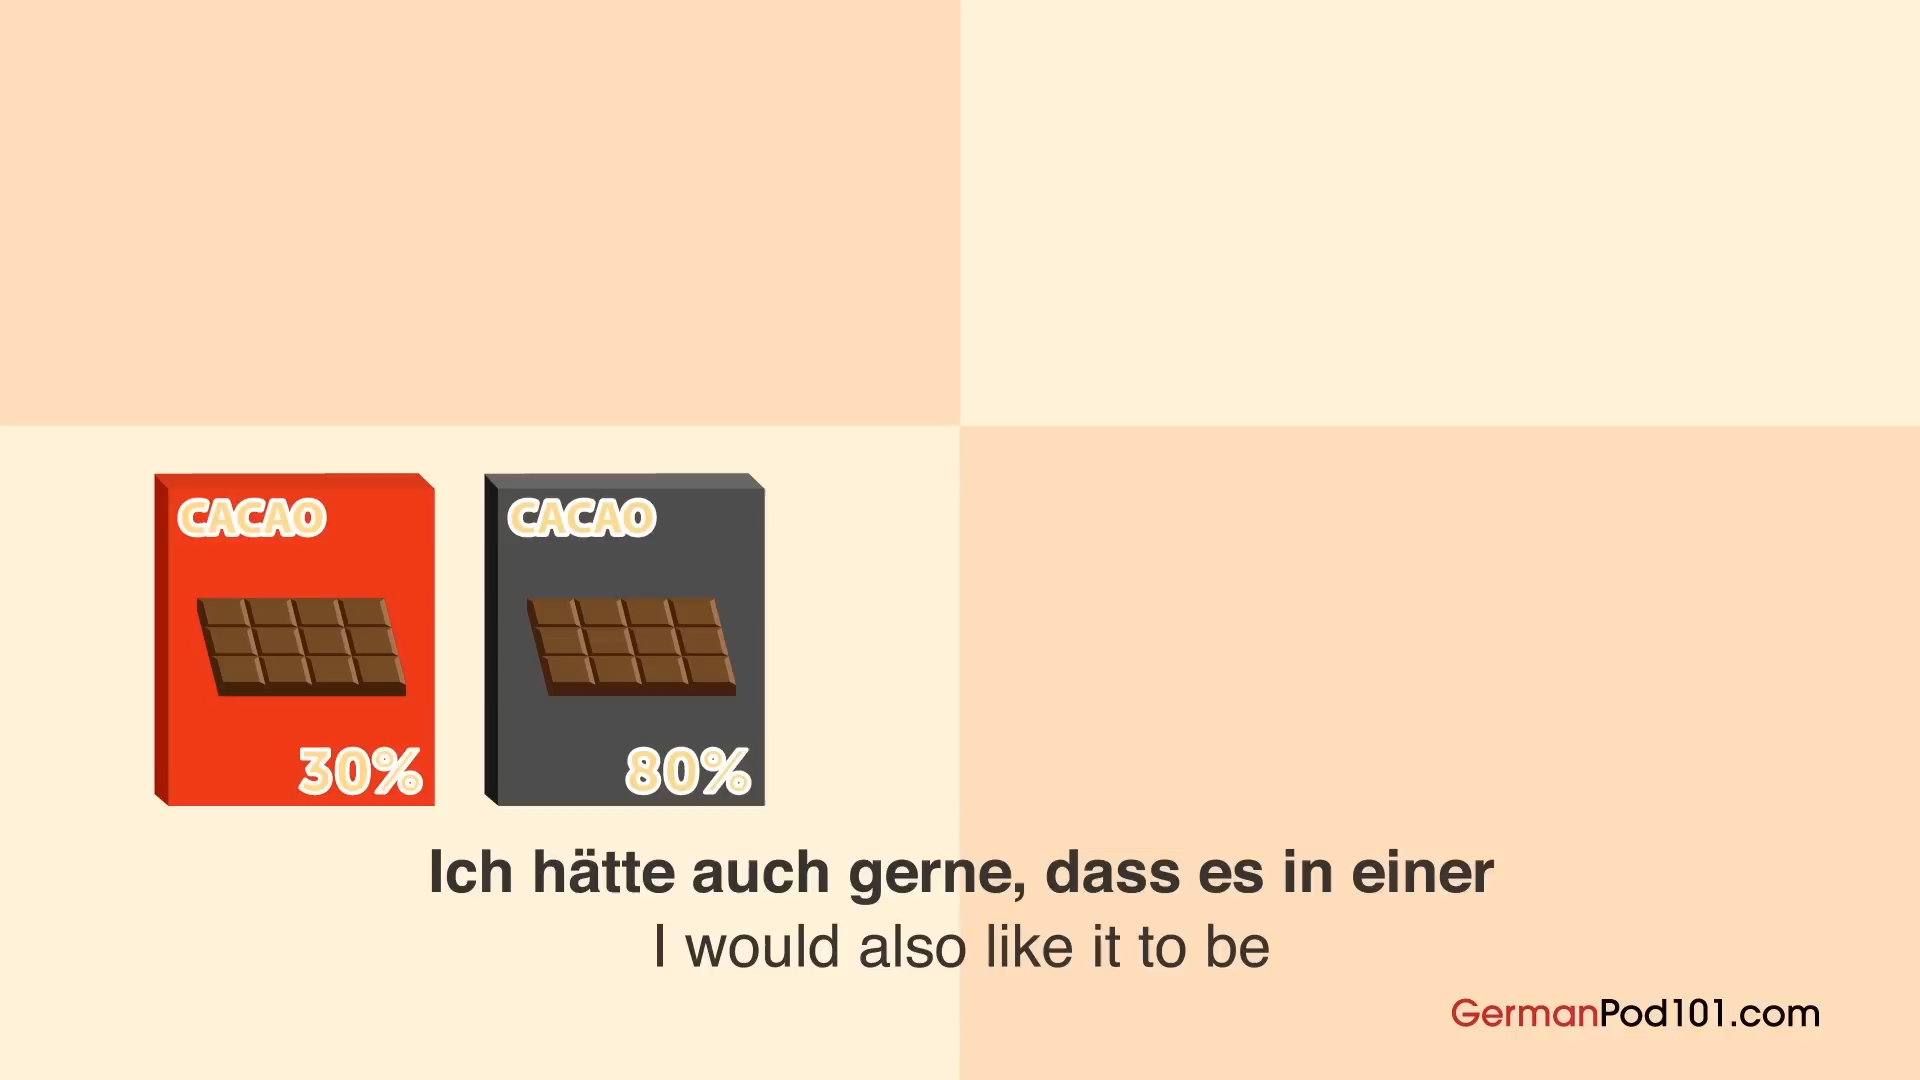 CACAO
30%
CACAO
80%
Ich hätte auch gerne, dass es in einer
I would also like it to be
GermanPod101.com